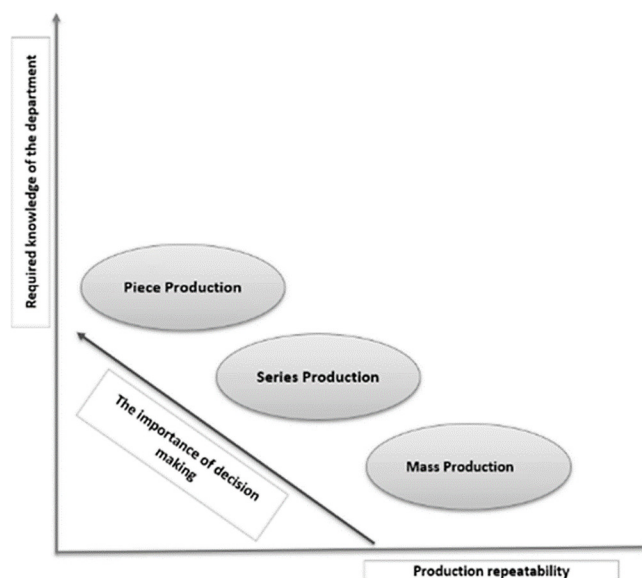 Required knowledge of the department
Piece Production
Series Production
The importance of decision
making
Mass Production
Production repeatability